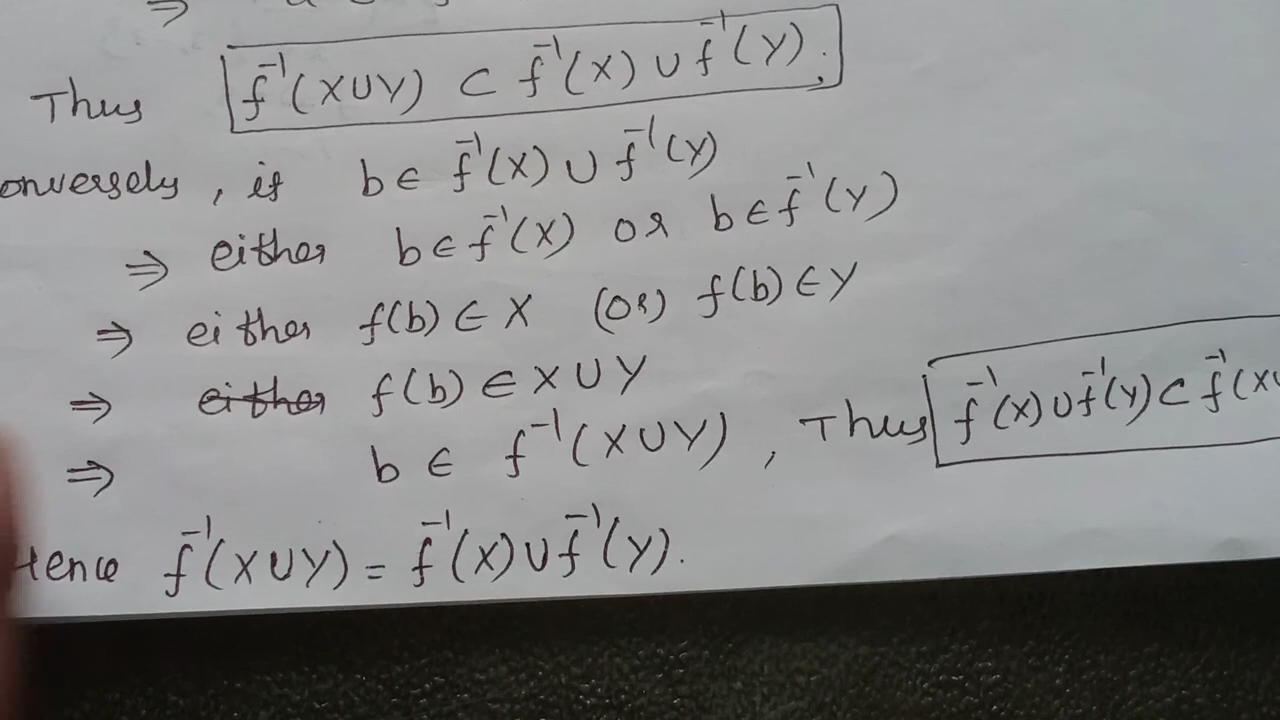 ⇒
Thus f⁻¹(X∪Y) ⊂ f⁻¹(X) ∪ f⁻¹(Y).
onversely, if b ∈ f⁻¹(X) ∪ f⁻¹(Y)
⇒ either b ∈ f⁻¹(X) or b ∈ f⁻¹(Y)
⇒ either f(b) ∈ X (or) f(b) ∈ Y
⇒ either f(b) ∈ X ∪ Y
⇒ b ∈ f⁻¹(X∪Y), Thus f⁻¹(X) ∪ f⁻¹(Y) ⊂ f⁻¹(X∪
Hence f⁻¹(X∪Y) = f⁻¹(X) ∪ f⁻¹(Y).